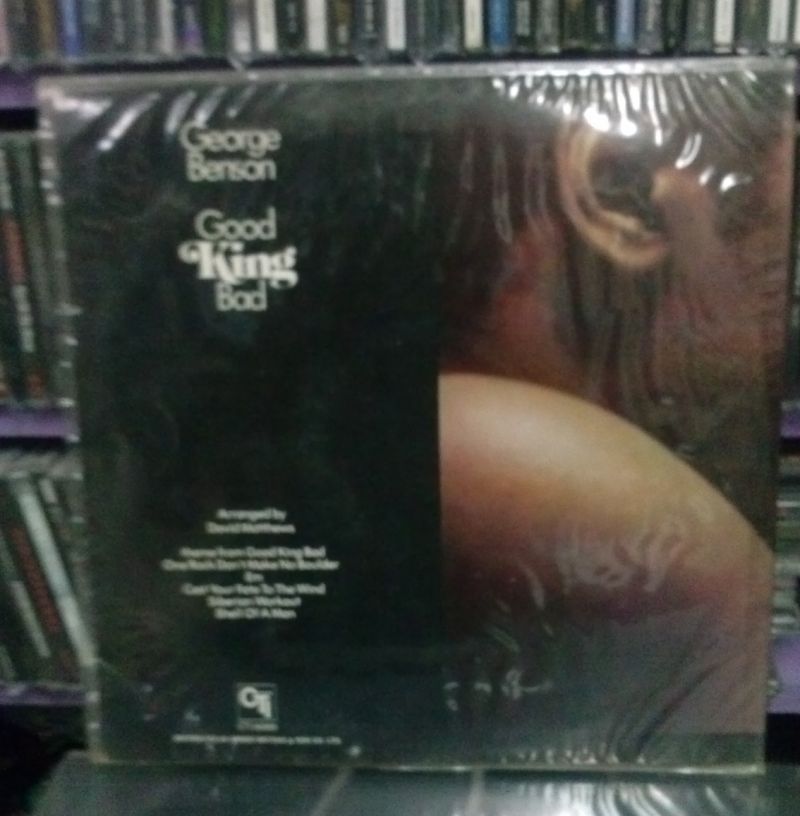 George
Benson
Good
King
Bad
Arranged by
David Matthews
Theme from Good King Bad
One Rock Don't Make No Boulder
Em
Cast Your Fate To The Wind
Siberian Workout
Shell Of A Man
CTI